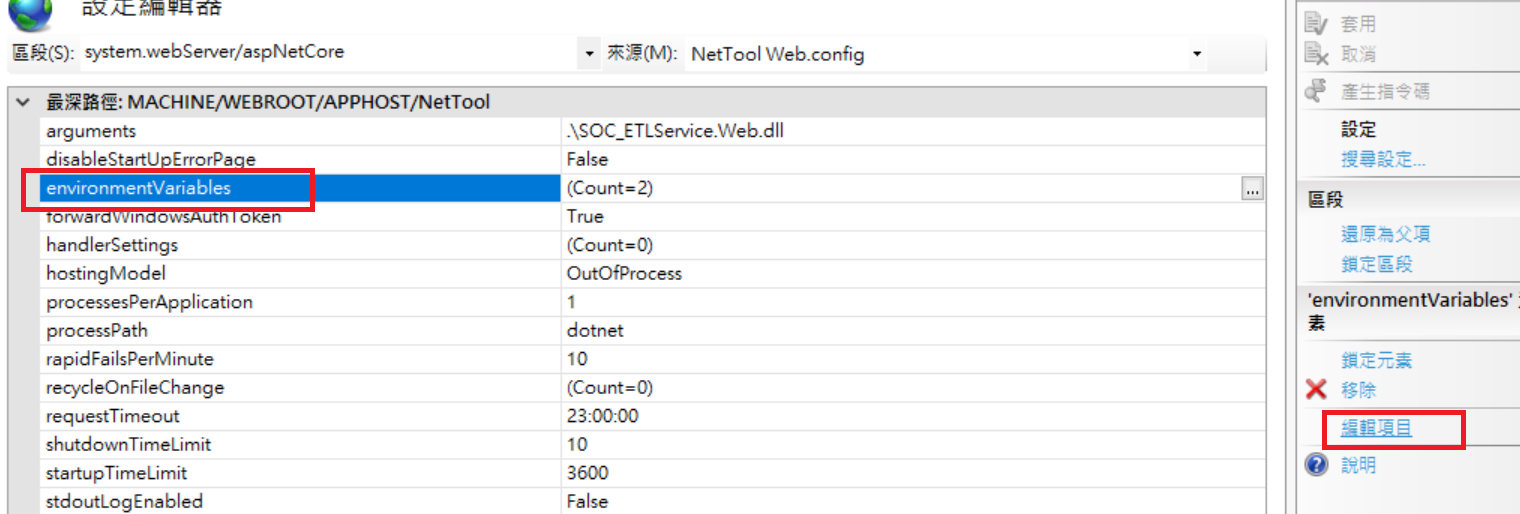 設定編輯器
區段(S): system.webServer/aspNetCore 來源(M): NetTool Web.config
最深路徑: MACHINE/WEBROOT/APPHOST/NetTool
arguments .\SOC_ETLService.Web.dll
disableStartUpErrorPage False
environmentVariables (Count=2) ...
forwardWindowsAuthToken True
handlerSettings (Count=0)
hostingModel OutOfProcess
processesPerApplication 1
processPath dotnet
rapidFailsPerMinute 10
recycleOnFileChange (Count=0)
requestTimeout 23:00:00
shutdownTimeLimit 10
startupTimeLimit 3600
stdoutLogEnabled False
套用
取消
產生指令碼
設定
搜尋設定...
區段
還原為父項
鎖定區段
'environmentVariables'
素
鎖定元素
移除
編輯項目
說明